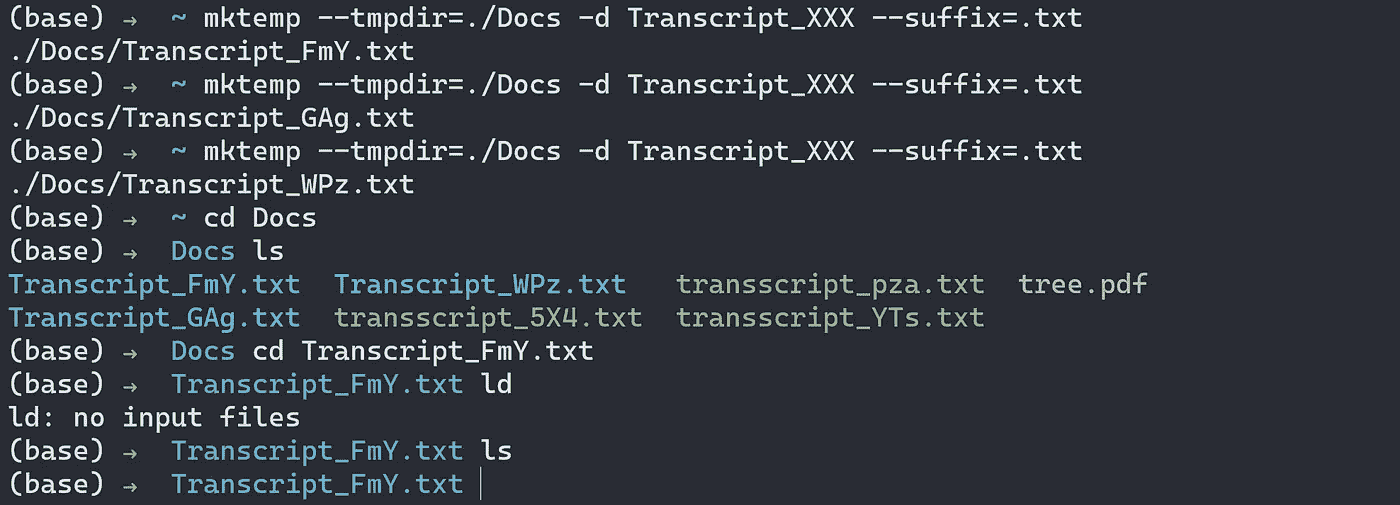 (base) → ~ mktemp --tmpdir=./Docs -d Transcript_XXX --suffix=.txt
./Docs/Transcript_FmY.txt
(base) → ~ mktemp --tmpdir=./Docs -d Transcript_XXX --suffix=.txt
./Docs/Transcript_GAg.txt
(base) → ~ mktemp --tmpdir=./Docs -d Transcript_XXX --suffix=.txt
./Docs/Transcript_WPz.txt
(base) → ~ cd Docs
(base) → Docs ls
Transcript_FmY.txt Transcript_WPz.txt transscript_pza.txt tree.pdf
Transcript_GAg.txt transscript_5X4.txt transscript_YTs.txt
(base) → Docs cd Transcript_FmY.txt
(base) → Transcript_FmY.txt ld
ld: no input files
(base) → Transcript_FmY.txt ls
(base) → Transcript_FmY.txt